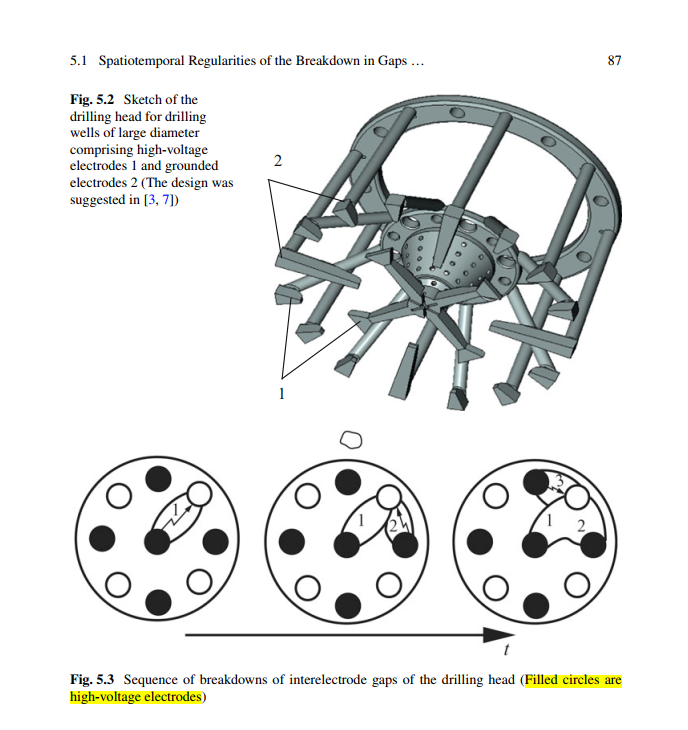 5.1 Spatiotemporal Regularities of the Breakdown in Gaps …
87
Fig. 5.2 Sketch of the
drilling head for drilling
wells of large diameter
comprising high-voltage
electrodes 1 and grounded
electrodes 2 (The design was
suggested in [3, 7])
2
1
1
1
2
3
1
2
t
Fig. 5.3 Sequence of breakdowns of interelectrode gaps of the drilling head (Filled circles are
high-voltage electrodes)